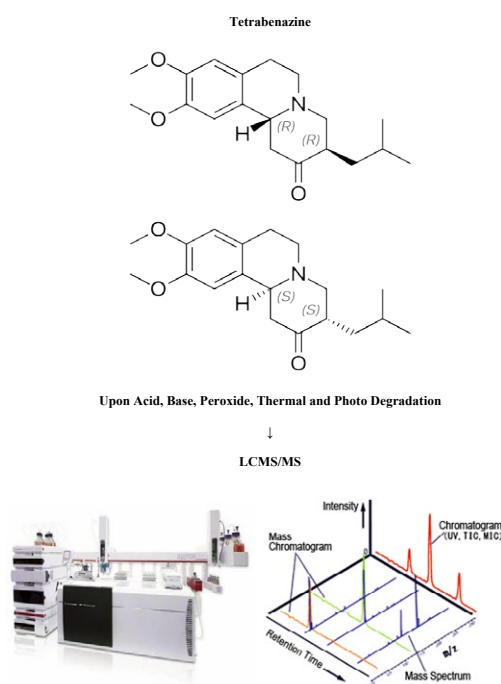 Tetrabenazine
O
O
N
H
(R)
(R)
O
O
O
N
H
(S)
(S)
O
Upon Acid, Base, Peroxide, Thermal and Photo Degradation
↓
LCMS/MS
Intensity
Mass
Chromatogram
Chromatogram
(UV, TIC, MIC)
Retention Time
m/z
Mass Spectrum